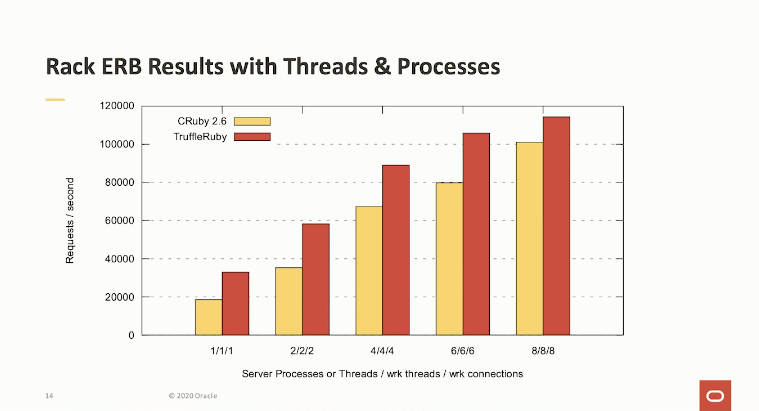 Rack ERB Results with Threads & Processes
120000
100000
80000
60000
40000
20000
0
Requests / second
CRuby 2.6
TruffleRuby
1/1/1 2/2/2 4/4/4 6/6/6 8/8/8
Server Processes or Threads / wrk threads / wrk connections
14 © 2020 Oracle